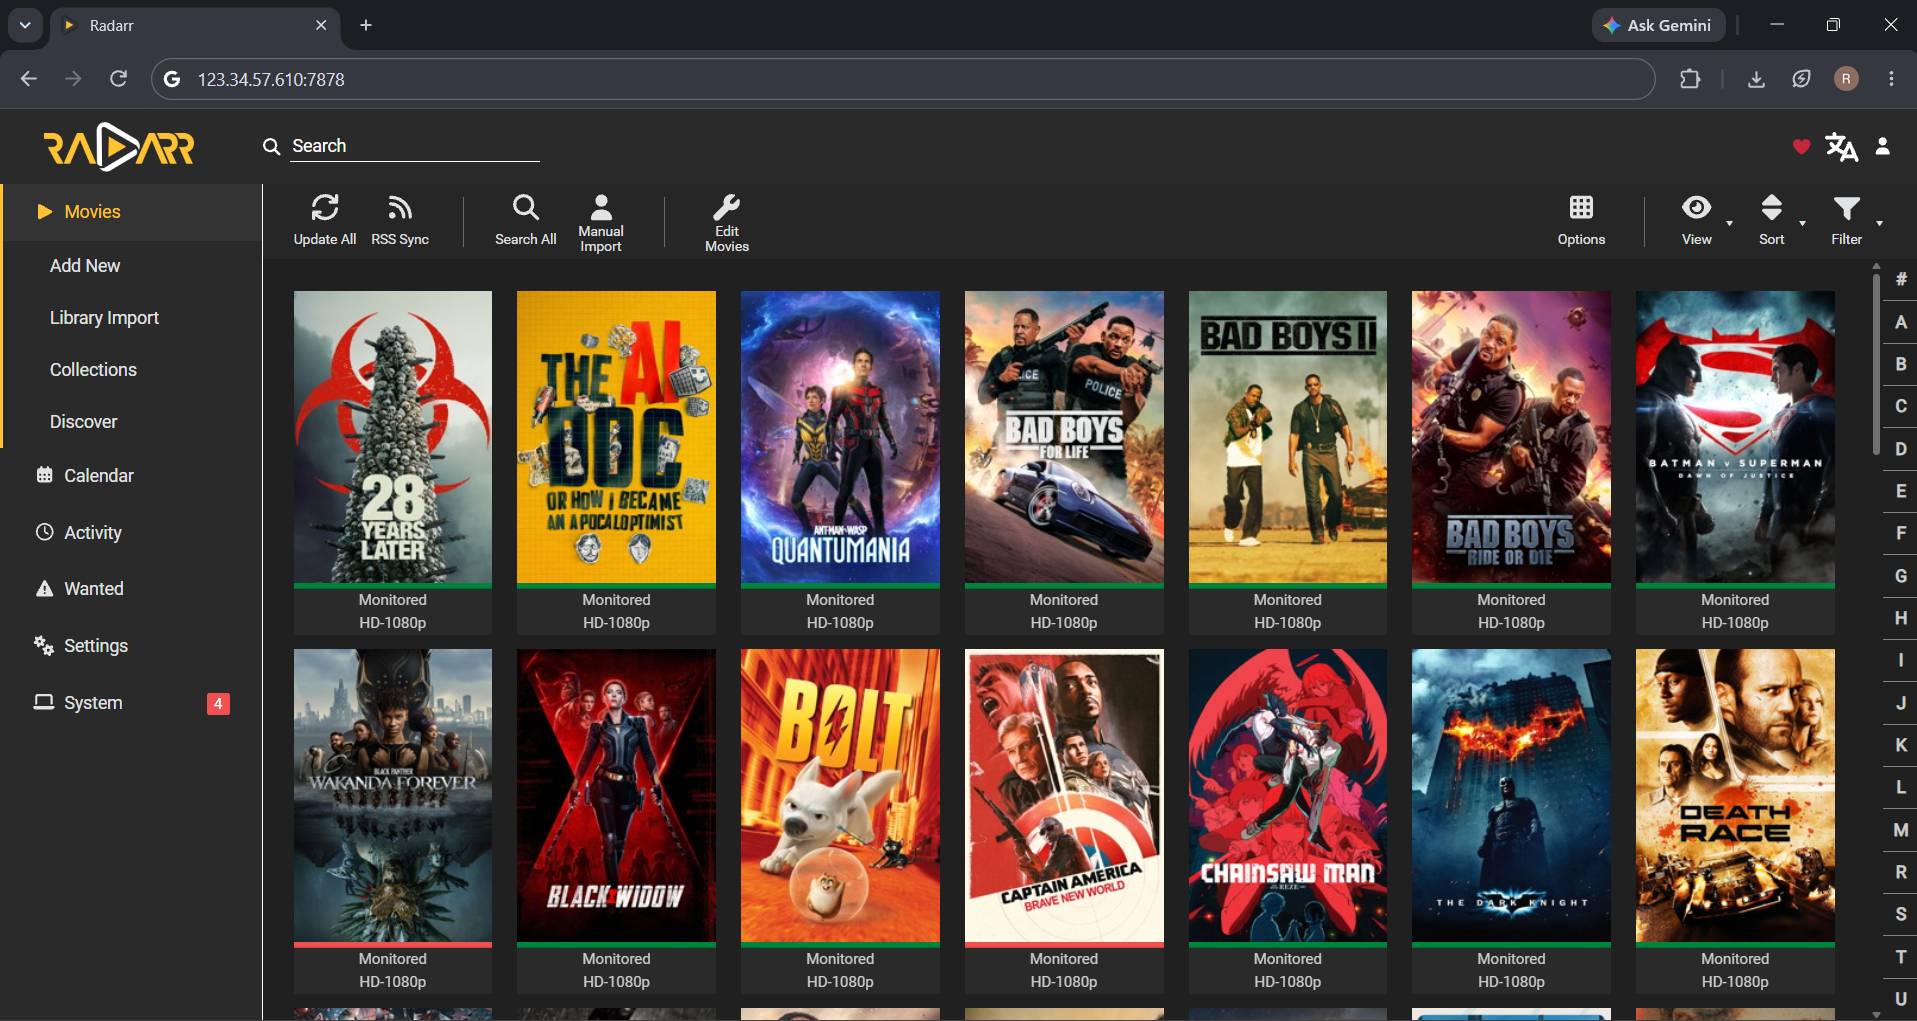 Radarr
Ask Gemini
123.34.57.610:7878
R
RADARR
Search
Movies
Add New
Library Import
Collections
Discover
Calendar
Activity
Wanted
Settings
System
4
Update All
RSS Sync
Search All
Manual
Import
Edit
Movies
Options
View
Sort
Filter
28
YEARS
LATER
Monitored
HD-1080p
THE AI
DOC
OR HOW I BECAME
AN APOCALOPTIMIST
Monitored
HD-1080p
ANT-MAN AND THE WASP
QUANTUMANIA
Monitored
HD-1080p
POLICE
BAD BOYS
FOR LIFE
Monitored
HD-1080p
BAD BOYS II
Monitored
HD-1080p
BAD BOYS
RIDE OR DIE
Monitored
HD-1080p
BATMAN v SUPERMAN
DAWN OF JUSTICE
Monitored
HD-1080p
BLACK PANTHER
WAKANDA FOREVER
Monitored
HD-1080p
BLACK WIDOW
Monitored
HD-1080p
BOLT
Monitored
HD-1080p
CAPTAIN AMERICA
BRAVE NEW WORLD
Monitored
HD-1080p
CHAINSAW MAN
REZE
Monitored
HD-1080p
THE DARK KNIGHT
Monitored
HD-1080p
DEATH
RACE
Monitored
HD-1080p
#
A
B
C
D
E
F
G
H
I
J
K
L
M
R
S
T
U